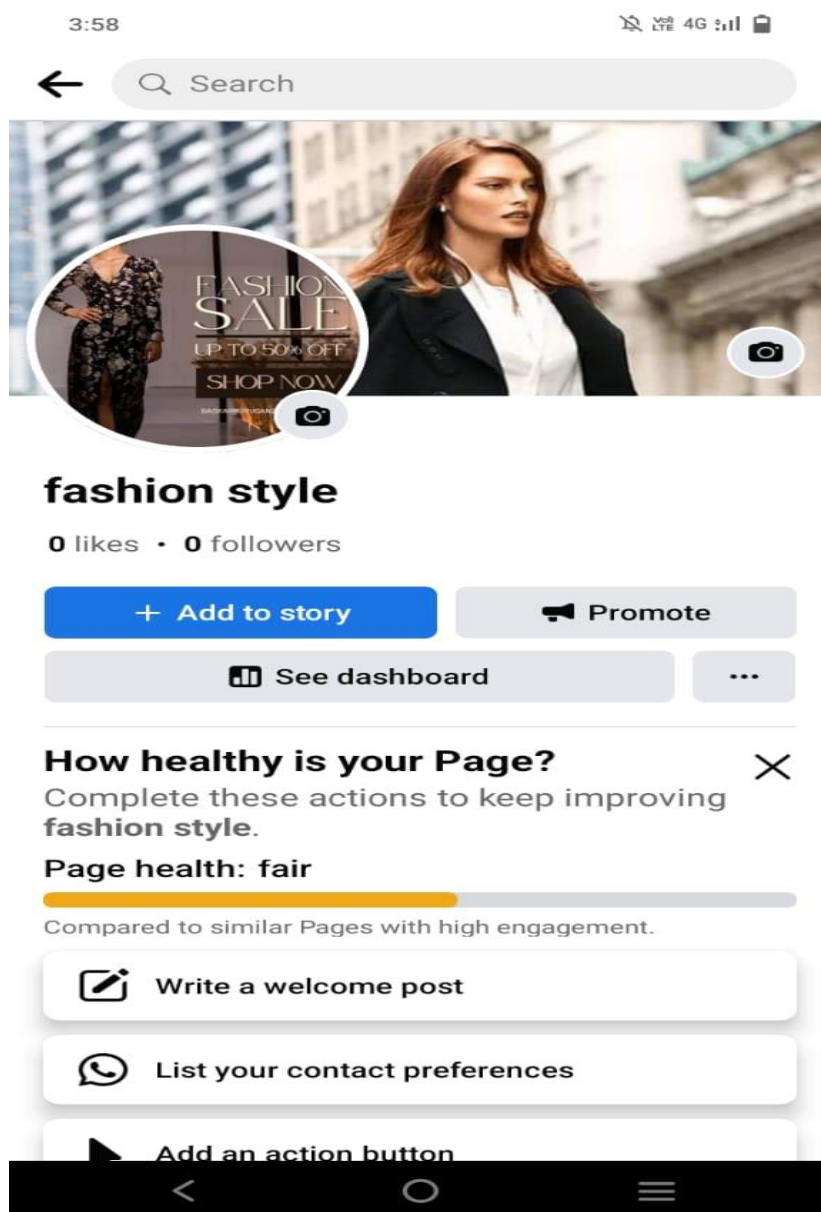 3:58
Vo)) 4G
LTE
Search
FASHION
SALE
UP TO 50% OFF
SHOP NOW
fashion style
0 likes • 0 followers
+ Add to story
Promote
See dashboard
...
How healthy is your Page?
Complete these actions to keep improving
fashion style.
Page health: fair
Compared to similar Pages with high engagement.
Write a welcome post
List your contact preferences
Add an action button